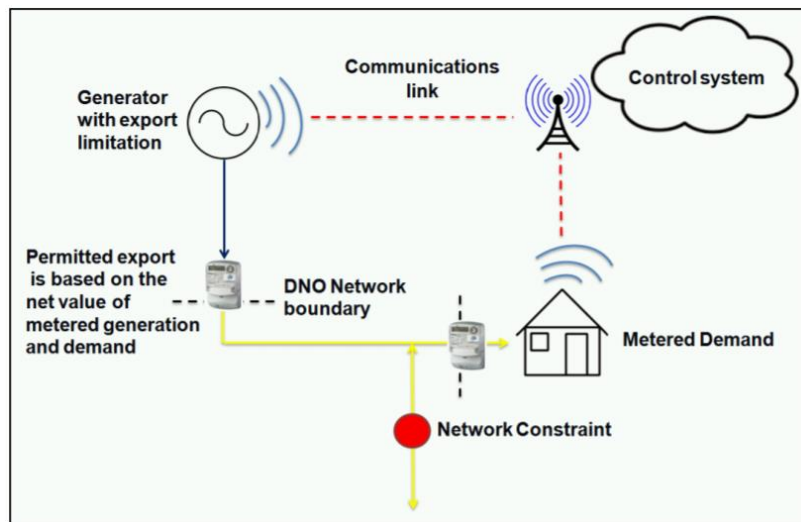 Communications
link
Control system
Generator
with export
limitation
Permitted export
is based on the
net value of
metered generation
and demand
DNO Network
boundary
Metered Demand
Network Constraint